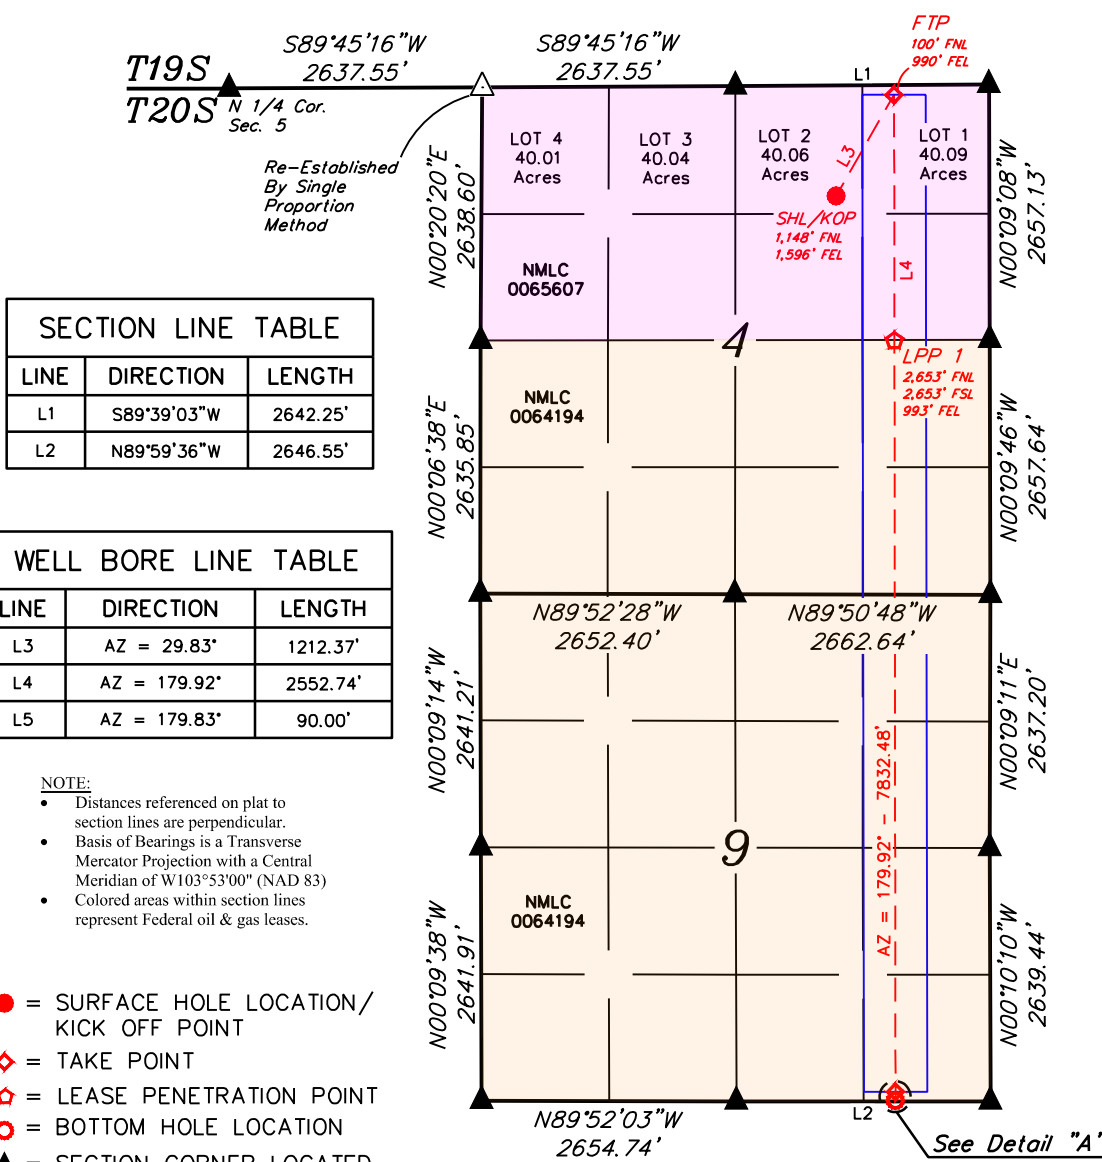 FTP
100' FNL
990' FEL
S89°45'16"W
2637.55'
S89°45'16"W
2637.55'
L1
T19S
T20S
N 1/4 Cor.
Sec. 5
Re-Established
By Single
Proportion
Method
N00°20'20"E
2638.60'
LOT 4
40.01
Acres
LOT 3
40.04
Acres
LOT 2
40.06
Acres
LOT 1
40.09
Arces
L3
SHL/KOP
1,148' FNL
1,596' FEL
L4
N00°09'08"W
2657.13'
NMLC
0065607
4
LPP 1
2,653' FNL
2,653' FSL
993' FEL
SECTION LINE TABLE
LINE DIRECTION LENGTH
L1 S89°39'03"W 2642.25'
L2 N89°59'36"W 2646.55'
NMLC
0064194
N00°06'38"E
2635.85'
N00°09'46"W
2657.64'
WELL BORE LINE TABLE
LINE DIRECTION LENGTH
L3 AZ = 29.83° 1212.37'
L4 AZ = 179.92° 2552.74'
L5 AZ = 179.83° 90.00'
N89°52'28"W
2652.40'
N89°50'48"W
2662.64'
N00°09'14"W
2641.21'
N00°09'11"E
2637.20'
AZ = 179.92° - 7832.48'
9
NOTE:
• Distances referenced on plat to
section lines are perpendicular.
• Basis of Bearings is a Transverse
Mercator Projection with a Central
Meridian of W103°53'00" (NAD 83)
• Colored areas within section lines
represent Federal oil & gas leases.
NMLC
0064194
N00°09'38"W
2641.91'
N00°10'10"W
2639.44'
= SURFACE HOLE LOCATION/
KICK OFF POINT
= TAKE POINT
= LEASE PENETRATION POINT
= BOTTOM HOLE LOCATION
= SECTION CORNER LOCATED
L2
N89°52'03"W
2654.74'
See Detail "A"